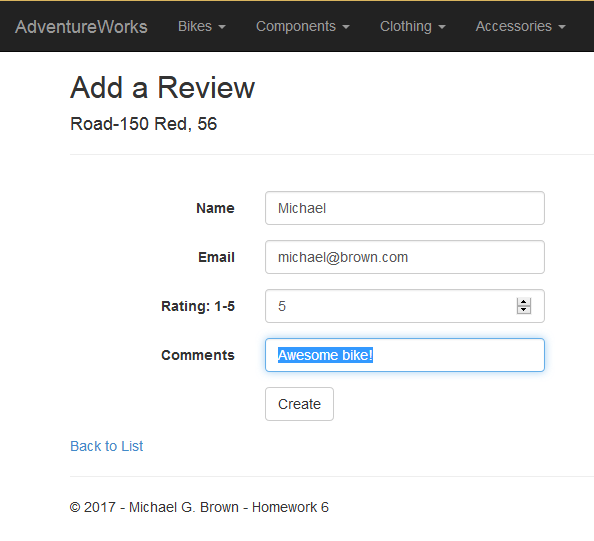 AdventureWorks Bikes Components Clothing Accessories
Add a Review
Road-150 Red, 56
Name Michael
Email michael@brown.com
Rating: 1-5 5
Comments Awesome bike!
Create
Back to List
© 2017 - Michael G. Brown - Homework 6